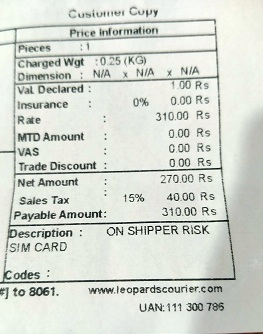 Customer Copy
Price Information
Pieces : 1
Charged Wgt : 0.25 (KG)
Dimension : N/A x N/A x N/A
Val Declared : 1.00 Rs
Insurance : 0% 0.00 Rs
Rate : 310.00 Rs
MTD Amount : 0.00 Rs
VAS : 0.00 Rs
Trade Discount : 0.00 Rs
Net Amount : 270.00 Rs
Sales Tax 15% 40.00 Rs
Payable Amount: 310.00 Rs
Description : ON SHIPPER RISK
SIM CARD
Codes :
#] to 8061. www.leopardscourier.com
UAN: 111 300 786